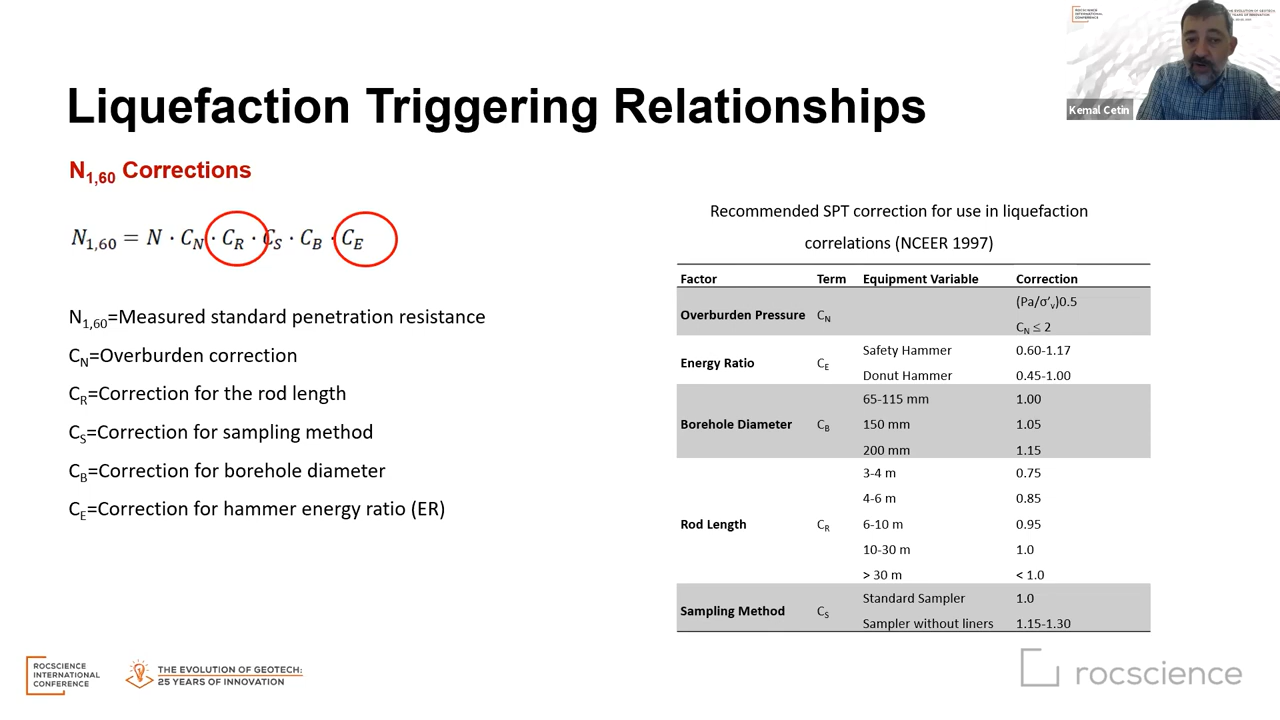 ROCSCIENCE
INTERNATIONAL
CONFERENCE
Kemal Cetin
Liquefaction Triggering Relationships
N1,60 Corrections
N1,60 = N · CN · CR · CS · CB · CE
N1,60=Measured standard penetration resistance
CN=Overburden correction
CR=Correction for the rod length
CS=Correction for sampling method
CB=Correction for borehole diameter
CE=Correction for hammer energy ratio (ER)
Recommended SPT correction for use in liquefaction
correlations (NCEER 1997)
Factor Term Equipment Variable Correction
Overburden Pressure CN (Pa/σ'v)0.5
CN ≤ 2
Energy Ratio CE Safety Hammer 0.60-1.17
Donut Hammer 0.45-1.00
Borehole Diameter CB 65-115 mm 1.00
150 mm 1.05
200 mm 1.15
Rod Length CR 3-4 m 0.75
4-6 m 0.85
6-10 m 0.95
10-30 m 1.0
> 30 m < 1.0
Sampling Method CS Standard Sampler 1.0
Sampler without liners 1.15-1.30
ROCSCIENCE
INTERNATIONAL
CONFERENCE
THE EVOLUTION OF GEOTECH:
25 YEARS OF INNOVATION
rocscience